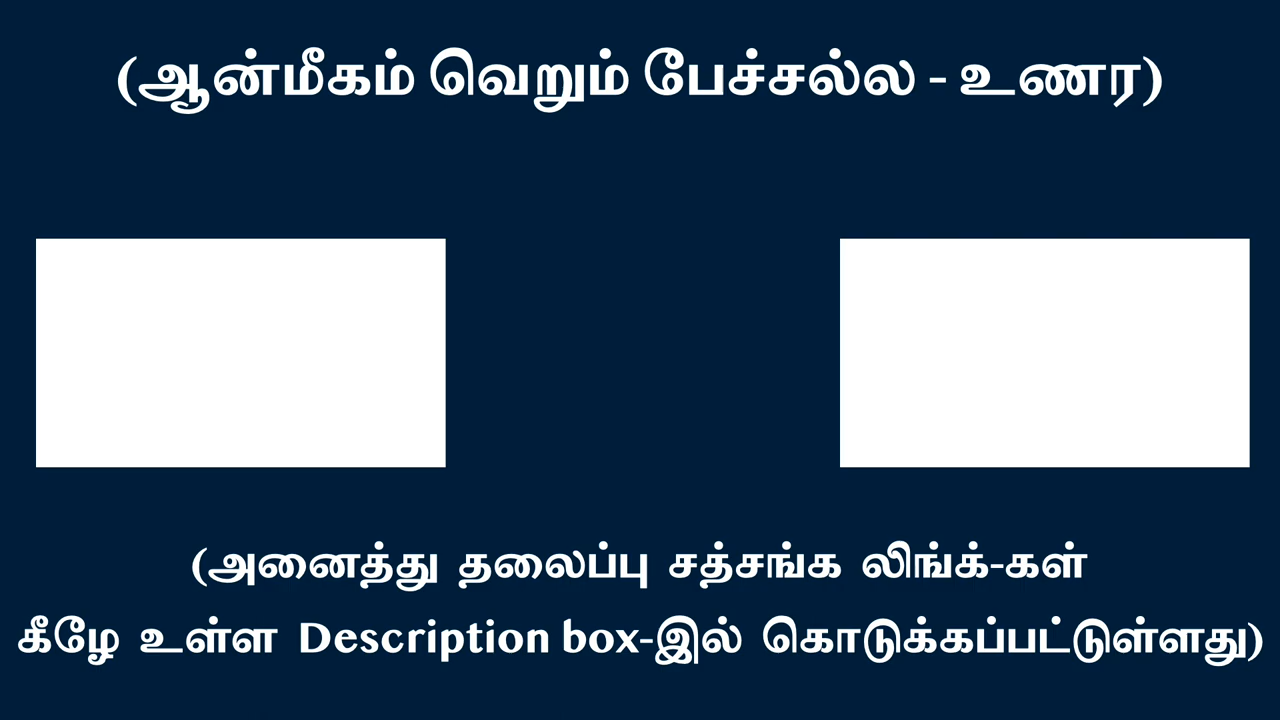 (ஆன்மீகம் வெறும் பேச்சல்ல - உணர)
(அனைத்து தலைப்பு சத்சங்க லிங்க்-கள்
கீழே உள்ள Description box-இல் கொடுக்கப்பட்டுள்ளது)